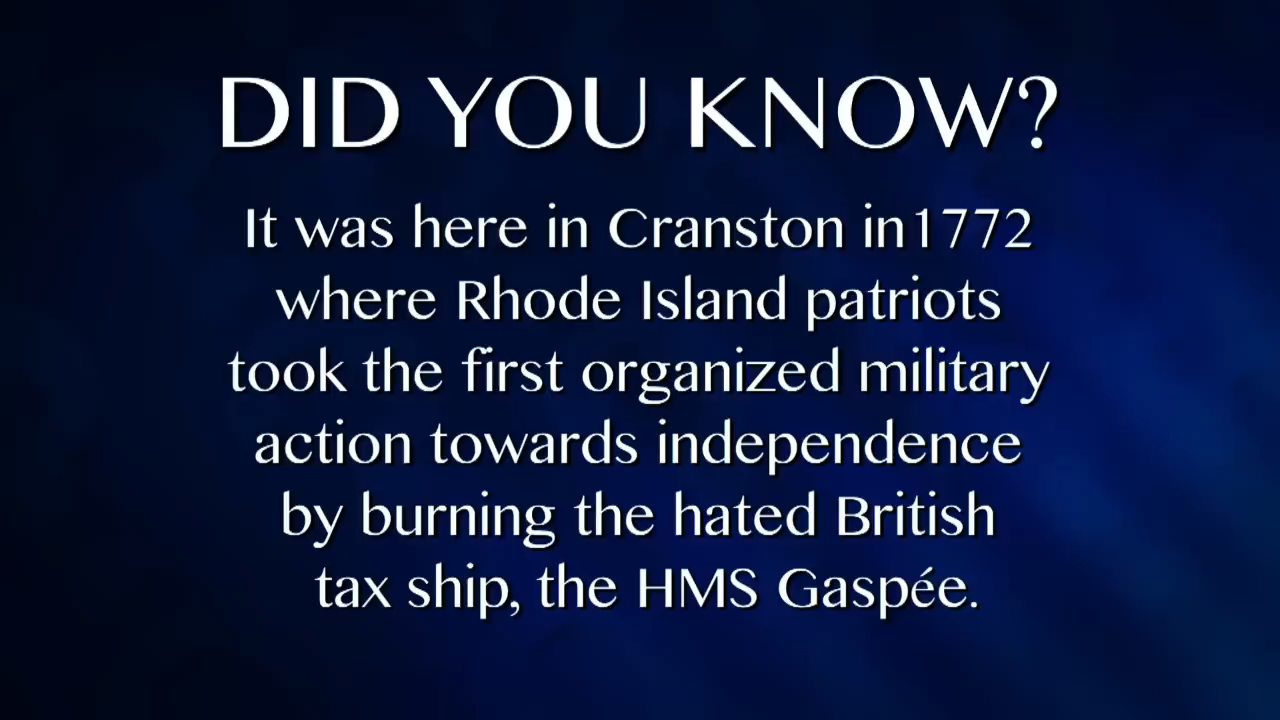 DID YOU KNOW?
It was here in Cranston in1772
where Rhode Island patriots
took the first organized military
action towards independence
by burning the hated British
tax ship, the HMS Gaspée.